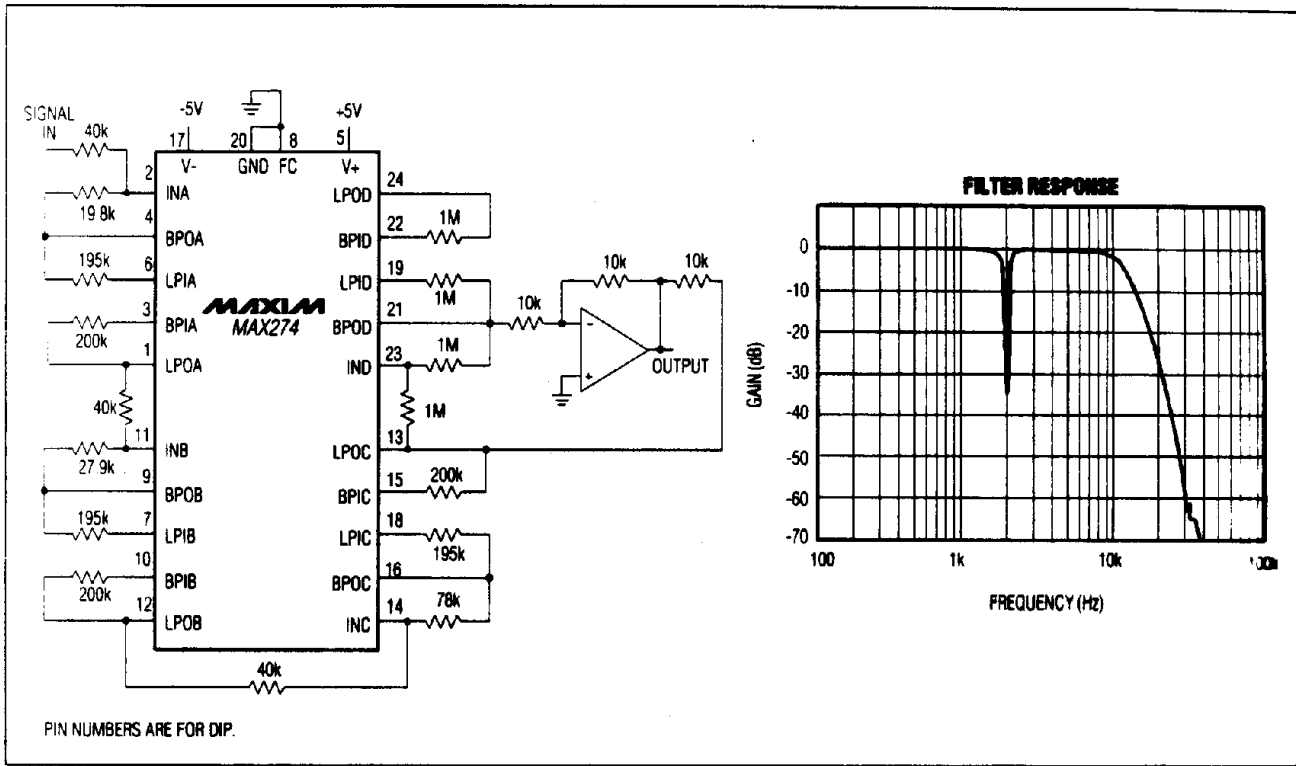 SIGNAL
IN
40k
-5V
+5V
17
20
8
5
V-
GND
FC
V+
2
INA
19.8k
4
BPOA
195k
6
LPIA
3
BPIA
200k
1
LPOA
40k
11
INB
27.9k
9
BPOB
195k
7
LPIB
10
BPIB
200k
12
LPOB
40k
MAXIM
MAX274
24
LPOD
1M
22
BPID
19
LPID
1M
21
BPOD
23
IND
1M
1M
13
LPOC
200k
15
BPIC
18
LPIC
195k
16
BPOC
78k
14
INC
10k
10k
10k
-
+
OUTPUT
PIN NUMBERS ARE FOR DIP.
FILTER RESPONSE
GAIN (dB)
0
-10
-20
-30
-40
-50
-60
-70
100
1k
10k
100k
FREQUENCY (Hz)